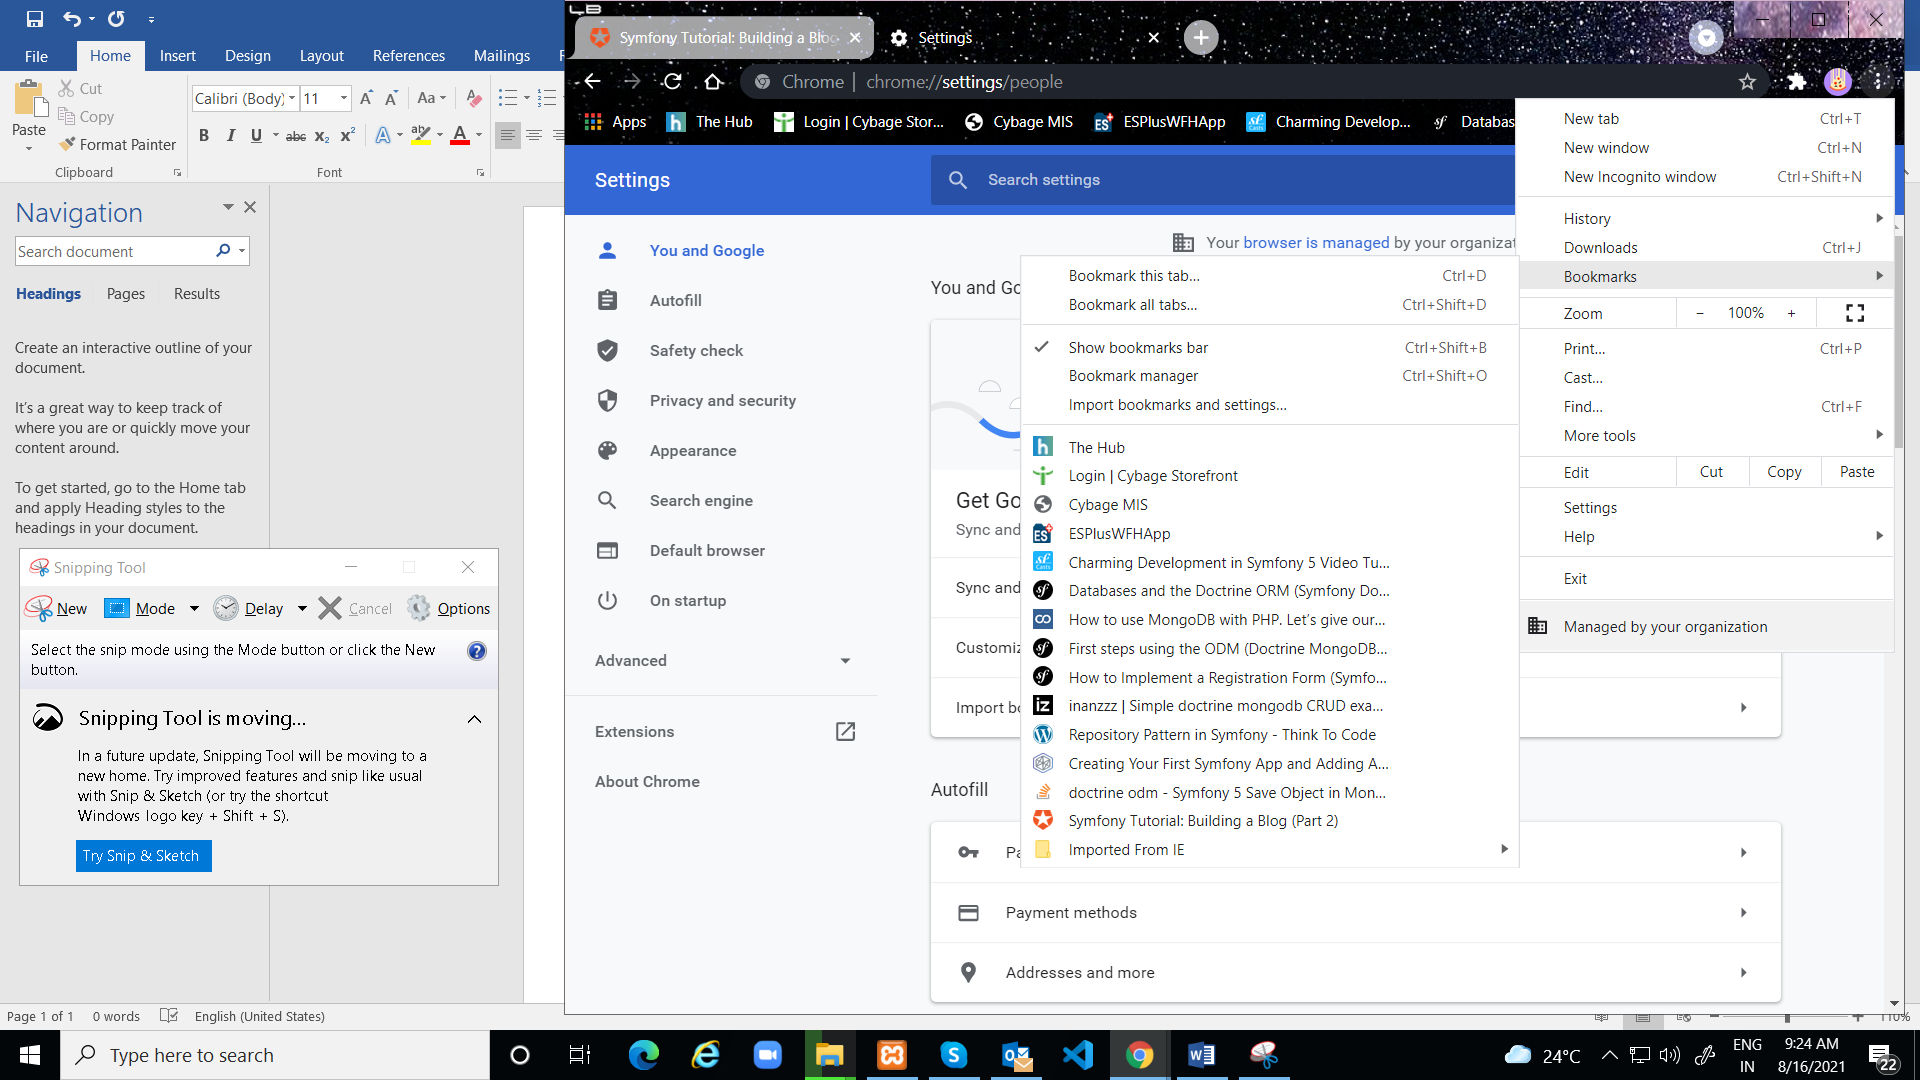 File
Home
Insert
Design
Layout
References
Mailings
Paste
Cut
Copy
Format Painter
Clipboard
Calibri (Body)
11
Aa
Font
Navigation
Search document
Headings
Pages
Results
Create an interactive outline of your
document.
It's a great way to keep track of
where you are or quickly move your
content around.
To get started, go to the Home tab
and apply Heading styles to the
headings in your document.
Snipping Tool
New
Mode
Delay
Cancel
Options
Select the snip mode using the Mode button or click the New
button.
Snipping Tool is moving...
In a future update, Snipping Tool will be moving to a
new home. Try improved features and snip like usual
with Snip & Sketch (or try the shortcut
Windows logo key + Shift + S).
Try Snip & Sketch
Page 1 of 1
0 words
English (United States)
110%
Symfony Tutorial: Building a Blog
Settings
Chrome | chrome://settings/people
Apps
The Hub
Login | Cybage Stor...
Cybage MIS
ESPlusWFHApp
Charming Develop...
Databas
Settings
Search settings
Your browser is managed by your organizat
You and Google
Autofill
Safety check
Privacy and security
Appearance
Search engine
Default browser
On startup
Advanced
Extensions
About Chrome
You and Go
Get Go
Sync and
Sync and
Customiz
Import bo
Autofill
Pa
Payment methods
Addresses and more
Bookmark this tab... Ctrl+D
Bookmark all tabs... Ctrl+Shift+D
Show bookmarks bar Ctrl+Shift+B
Bookmark manager Ctrl+Shift+O
Import bookmarks and settings...
The Hub
Login | Cybage Storefront
Cybage MIS
ESPlusWFHApp
Charming Development in Symfony 5 Video Tu...
Databases and the Doctrine ORM (Symfony Do...
How to use MongoDB with PHP. Let's give our...
First steps using the ODM (Doctrine MongoDB...
How to Implement a Registration Form (Symfo...
inanzzz | Simple doctrine mongodb CRUD exa...
Repository Pattern in Symfony - Think To Code
Creating Your First Symfony App and Adding A...
doctrine odm - Symfony 5 Save Object in Mon...
Symfony Tutorial: Building a Blog (Part 2)
Imported From IE
New tab Ctrl+T
New window Ctrl+N
New Incognito window Ctrl+Shift+N
History
Downloads Ctrl+J
Bookmarks
Zoom - 100% +
Print... Ctrl+P
Cast...
Find... Ctrl+F
More tools
Edit Cut Copy Paste
Settings
Help
Exit
Managed by your organization
Type here to search
24°C
ENG
IN
9:24 AM
8/16/2021
22